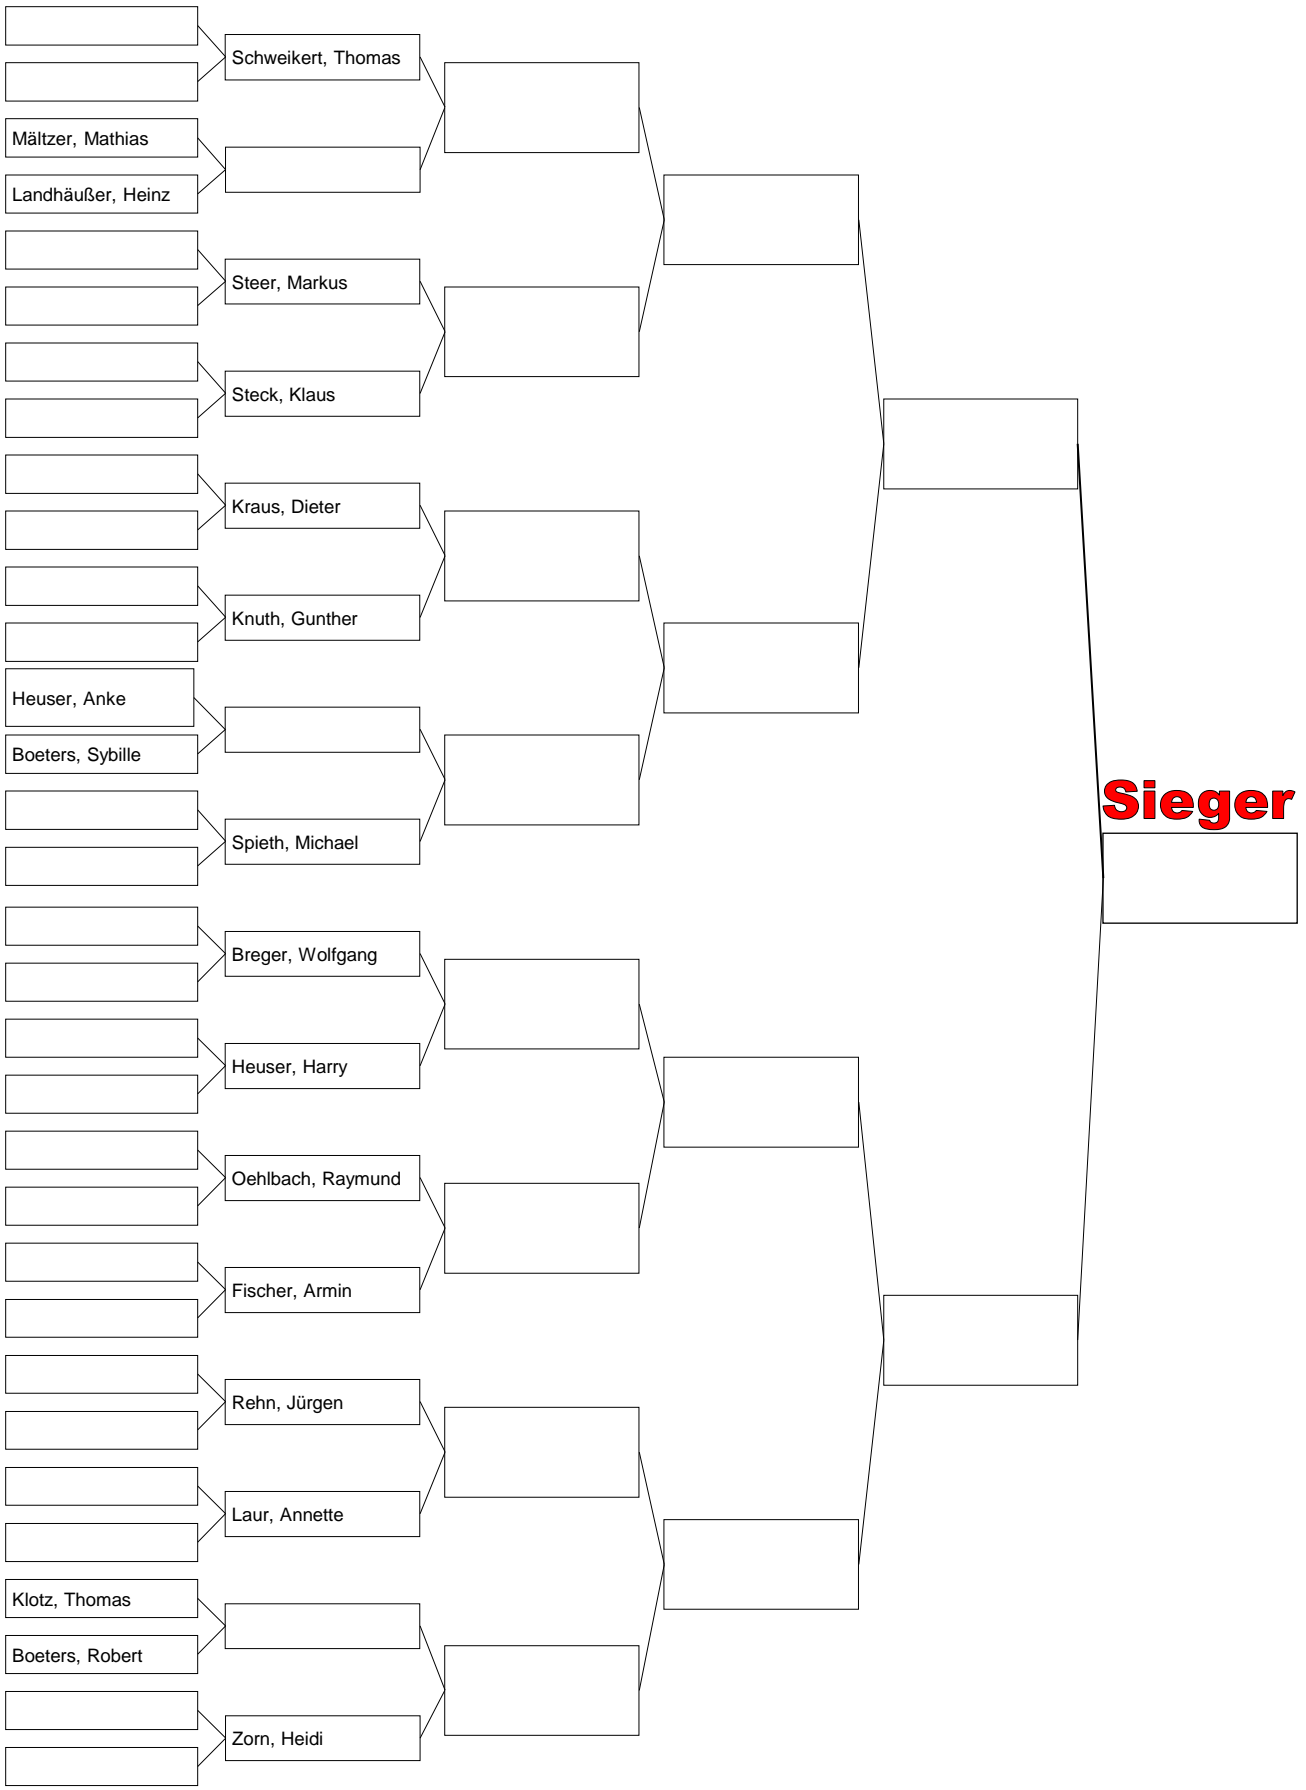 Schweikert, Thomas
Mältzer, Mathias
Landhäußer, Heinz
Steer, Markus
Steck, Klaus
Kraus, Dieter
Knuth, Gunther
Heuser, Anke
Boeters, Sybille
Spieth, Michael
Sieger
Breger, Wolfgang
Heuser, Harry
Oehlbach, Raymund
Fischer, Armin
Rehn, Jürgen
Laur, Annette
Klotz, Thomas
Boeters, Robert
Zorn, Heidi